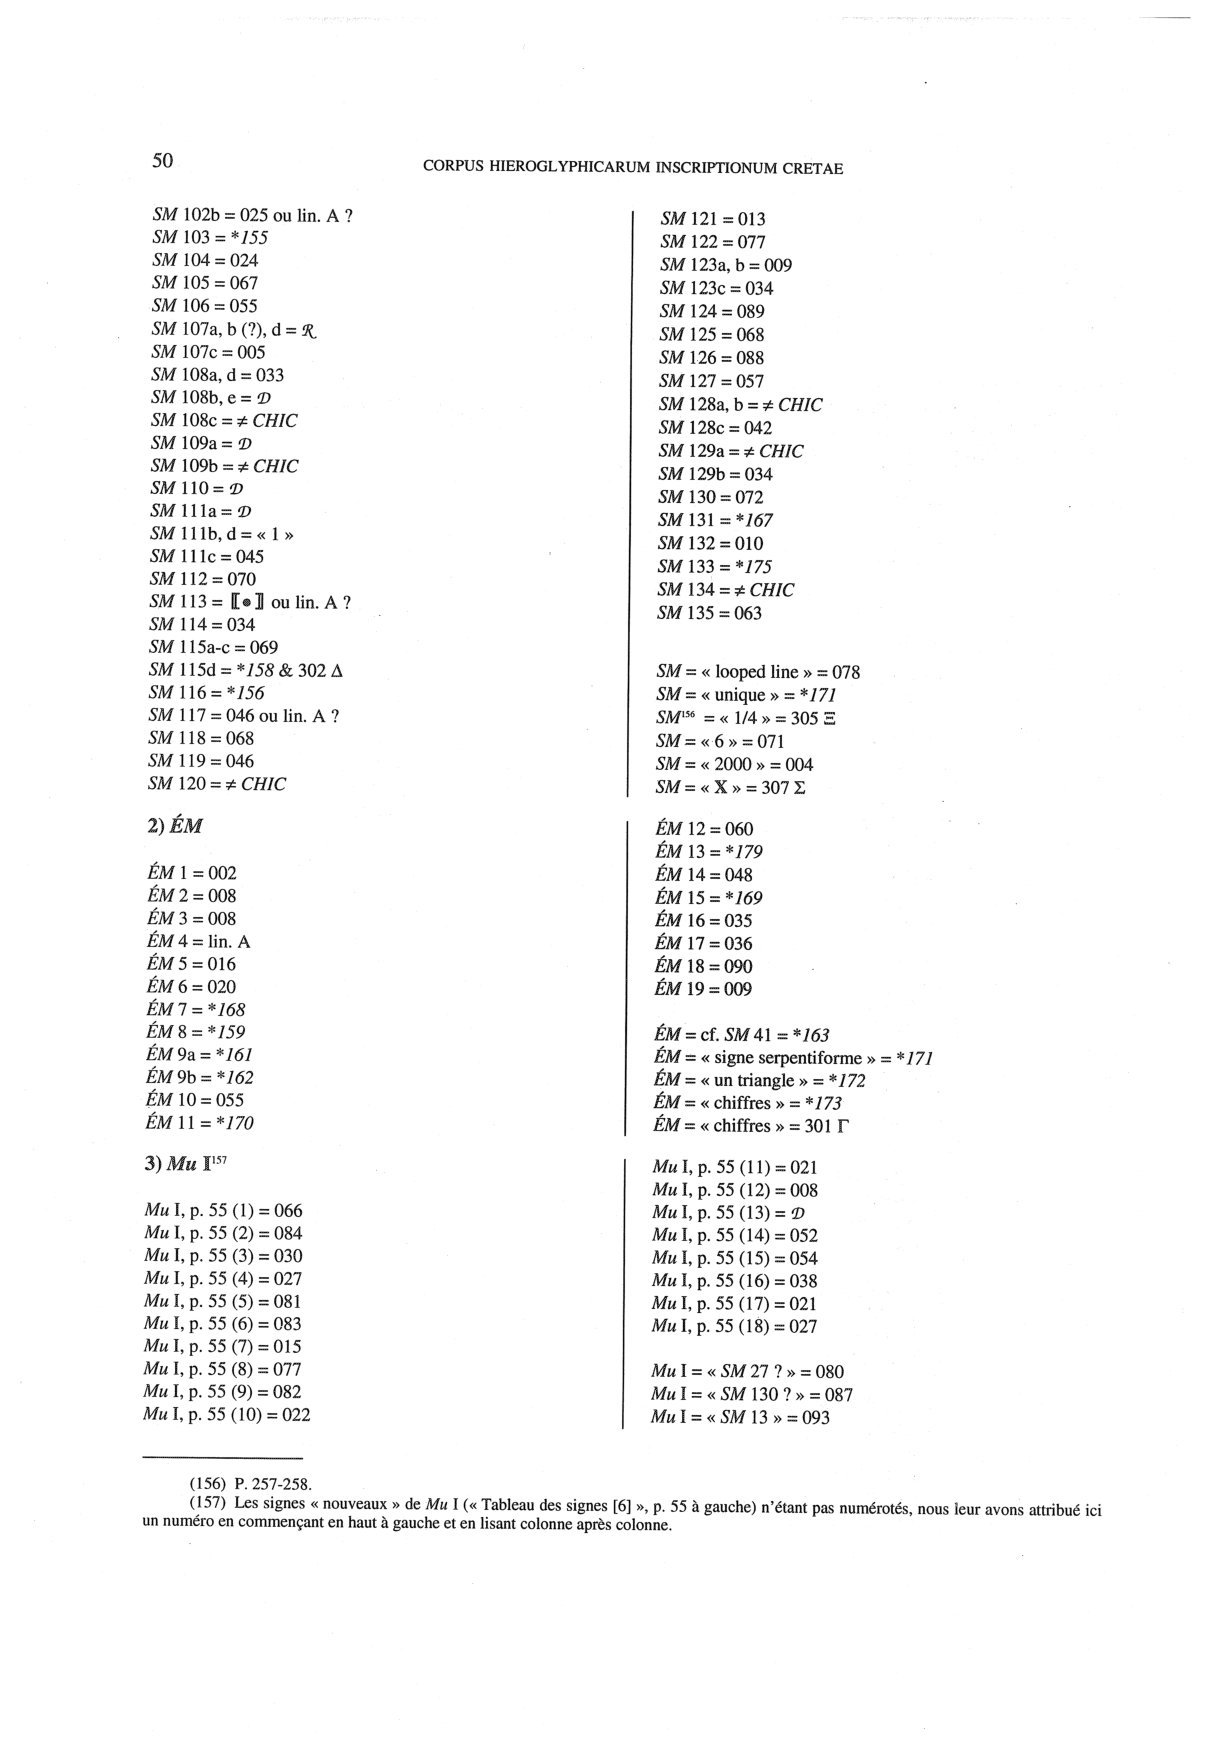 50
CORPUS HIEROGLYPHICARUM INSCRIPTIONUM CRETAE
SM 102b = 025 ou lin. A ?
SM 103 = *155
SM 104 = 024
SM 105 = 067
SM 106 = 055
SM 107a, b (?), d = ℛ
SM 107c = 005
SM 108a, d = 033
SM 108b, e = 𝒟
SM 108c = ≠ CHIC
SM 109a = 𝒟
SM 109b = ≠ CHIC
SM 110 = 𝒟
SM 111a = 𝒟
SM 111b, d = « 1 »
SM 111c = 045
SM 112 = 070
SM 113 = ⟦●⟧ ou lin. A ?
SM 114 = 034
SM 115a-c = 069
SM 115d = *158 & 302 Δ
SM 116 = *156
SM 117 = 046 ou lin. A ?
SM 118 = 068
SM 119 = 046
SM 120 = ≠ CHIC
SM 121 = 013
SM 122 = 077
SM 123a, b = 009
SM 123c = 034
SM 124 = 089
SM 125 = 068
SM 126 = 088
SM 127 = 057
SM 128a, b = ≠ CHIC
SM 128c = 042
SM 129a = ≠ CHIC
SM 129b = 034
SM 130 = 072
SM 131 = *167
SM 132 = 010
SM 133 = *175
SM 134 = ≠ CHIC
SM 135 = 063
SM = « looped line » = 078
SM = « unique » = *171
SM¹⁵⁶ = « 1/4 » = 305 Ξ
SM = « 6 » = 071
SM = « 2000 » = 004
SM = « X » = 307 Σ
2) ÉM
ÉM 1 = 002
ÉM 2 = 008
ÉM 3 = 008
ÉM 4 = lin. A
ÉM 5 = 016
ÉM 6 = 020
ÉM 7 = *168
ÉM 8 = *159
ÉM 9a = *161
ÉM 9b = *162
ÉM 10 = 055
ÉM 11 = *170
ÉM 12 = 060
ÉM 13 = *179
ÉM 14 = 048
ÉM 15 = *169
ÉM 16 = 035
ÉM 17 = 036
ÉM 18 = 090
ÉM 19 = 009
ÉM = cf. SM 41 = *163
ÉM = « signe serpentiforme » = *171
ÉM = « un triangle » = *172
ÉM = « chiffres » = *173
ÉM = « chiffres » = 301 Γ
3) Mu I¹⁵⁷
Mu I, p. 55 (1) = 066
Mu I, p. 55 (2) = 084
Mu I, p. 55 (3) = 030
Mu I, p. 55 (4) = 027
Mu I, p. 55 (5) = 081
Mu I, p. 55 (6) = 083
Mu I, p. 55 (7) = 015
Mu I, p. 55 (8) = 077
Mu I, p. 55 (9) = 082
Mu I, p. 55 (10) = 022
Mu I, p. 55 (11) = 021
Mu I, p. 55 (12) = 008
Mu I, p. 55 (13) = 𝒟
Mu I, p. 55 (14) = 052
Mu I, p. 55 (15) = 054
Mu I, p. 55 (16) = 038
Mu I, p. 55 (17) = 021
Mu I, p. 55 (18) = 027
Mu I = « SM 27 ? » = 080
Mu I = « SM 130 ? » = 087
Mu I = « SM 13 » = 093
(156) P. 257-258.
(157) Les signes « nouveaux » de Mu I (« Tableau des signes [6] », p. 55 à gauche) n'étant pas numérotés, nous leur avons attribué ici
un numéro en commençant en haut à gauche et en lisant colonne après colonne.